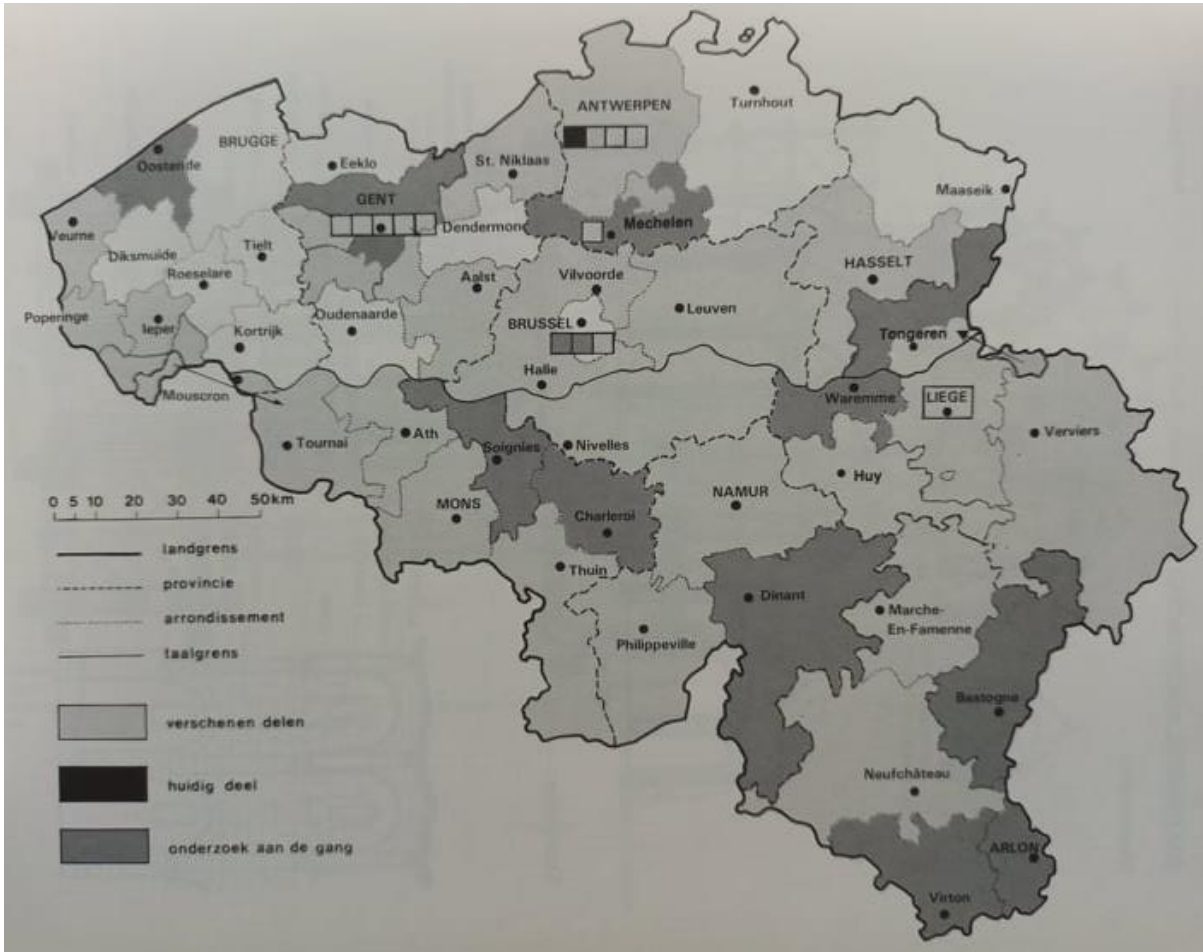 ANTWERPEN
Turnhout
BRUGGE
Oostende
Eeklo
St. Niklaas
Maaseik
GENT
Mechelen
Veurne
Dendermond
Diksmuide
Tielt
Roeselare
Aalst
Vilvoorde
HASSELT
Poperinge
Ieper
Kortrijk
Oudenaarde
BRUSSEL
Leuven
Tongeren
Halle
Mouscron
Waremme
LIEGE
Tournai
Ath
Soignies
Nivelles
Verviers
Huy
MONS
NAMUR
Charleroi
Thuin
Dinant
Marche-
En-Famenne
Philippeville
Bastogne
Neufchâteau
ARLON
Virton
0 5 10 20 30 40 50km
landgrens
provincie
arrondissement
taalgrens
verschenen delen
huidig deel
onderzoek aan de gang